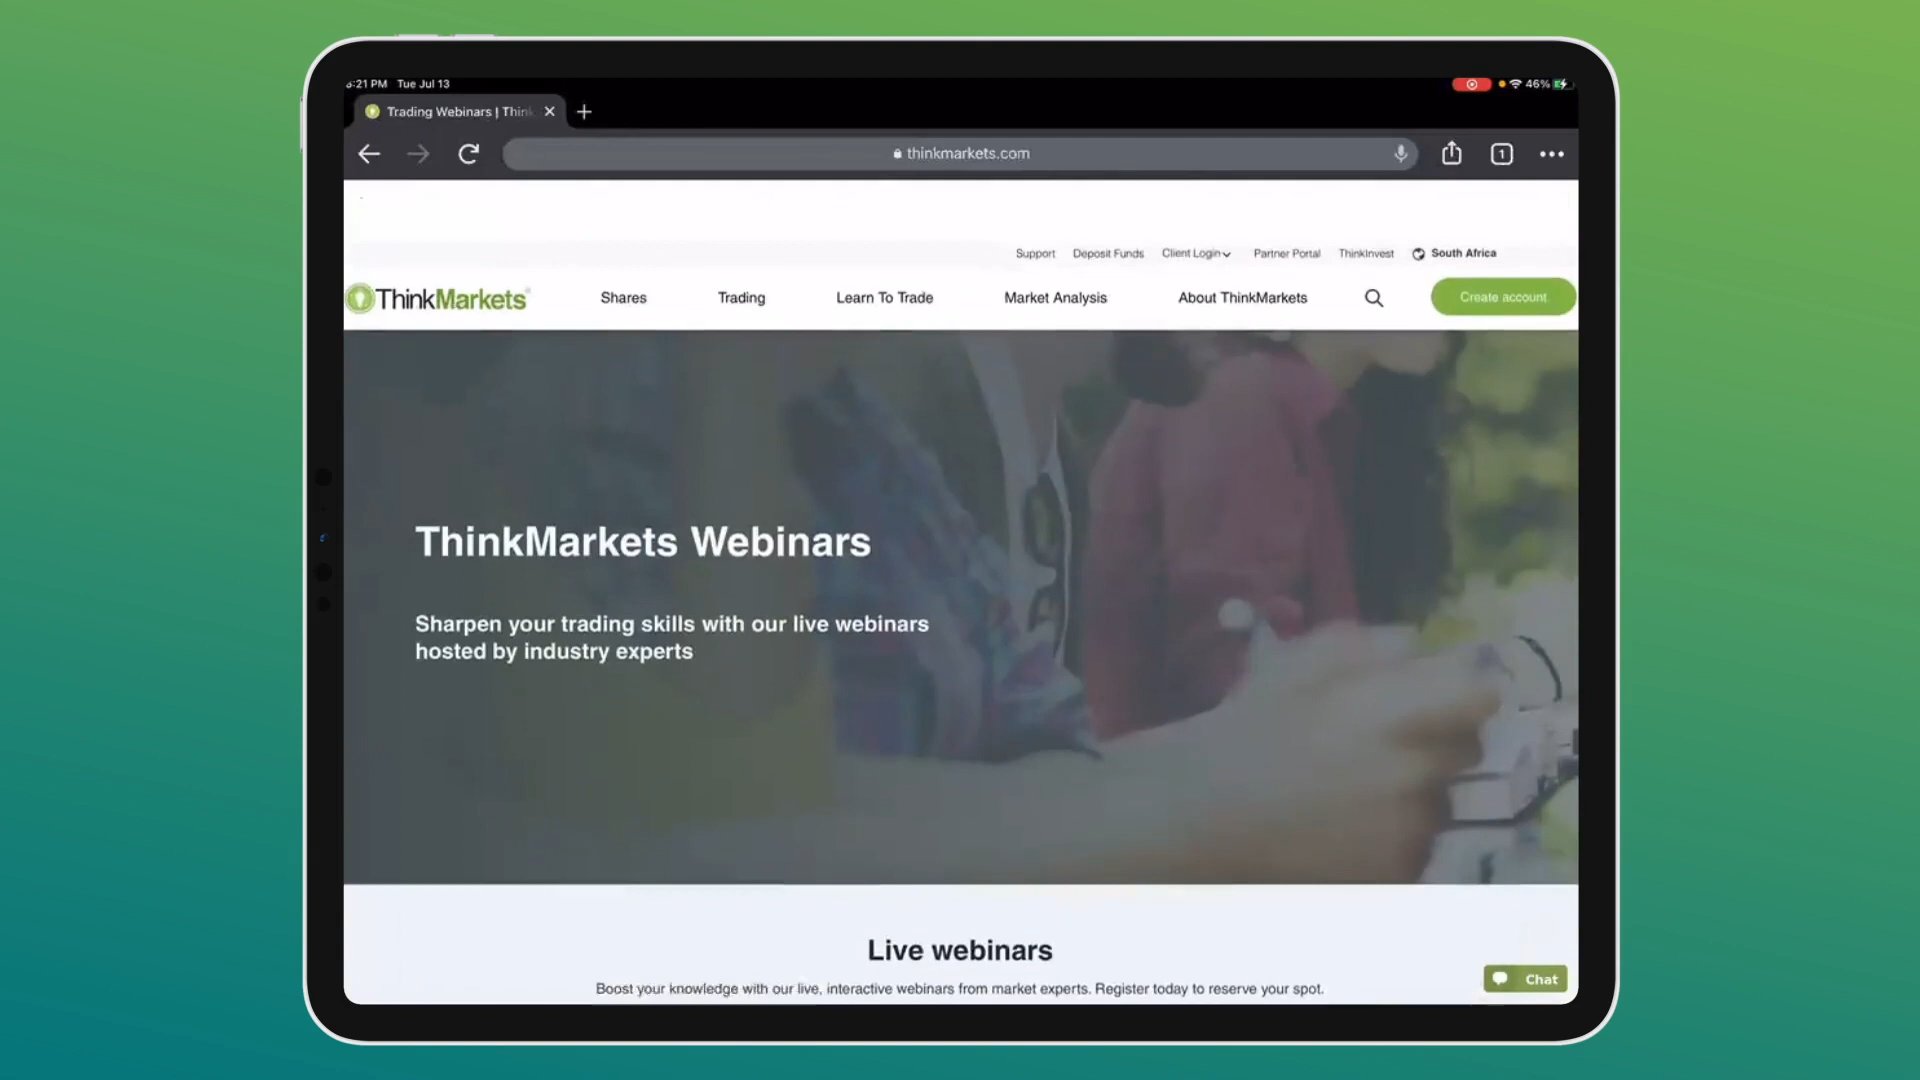 :21 PM Tue Jul 13
46%
Trading Webinars | Think
thinkmarkets.com
1
Support Deposit Funds Client Login Partner Portal ThinkInvest South Africa
ThinkMarkets Shares Trading Learn To Trade Market Analysis About ThinkMarkets Create account
ThinkMarkets Webinars
Sharpen your trading skills with our live webinars
hosted by industry experts
Live webinars
Boost your knowledge with our live, interactive webinars from market experts. Register today to reserve your spot.
Chat